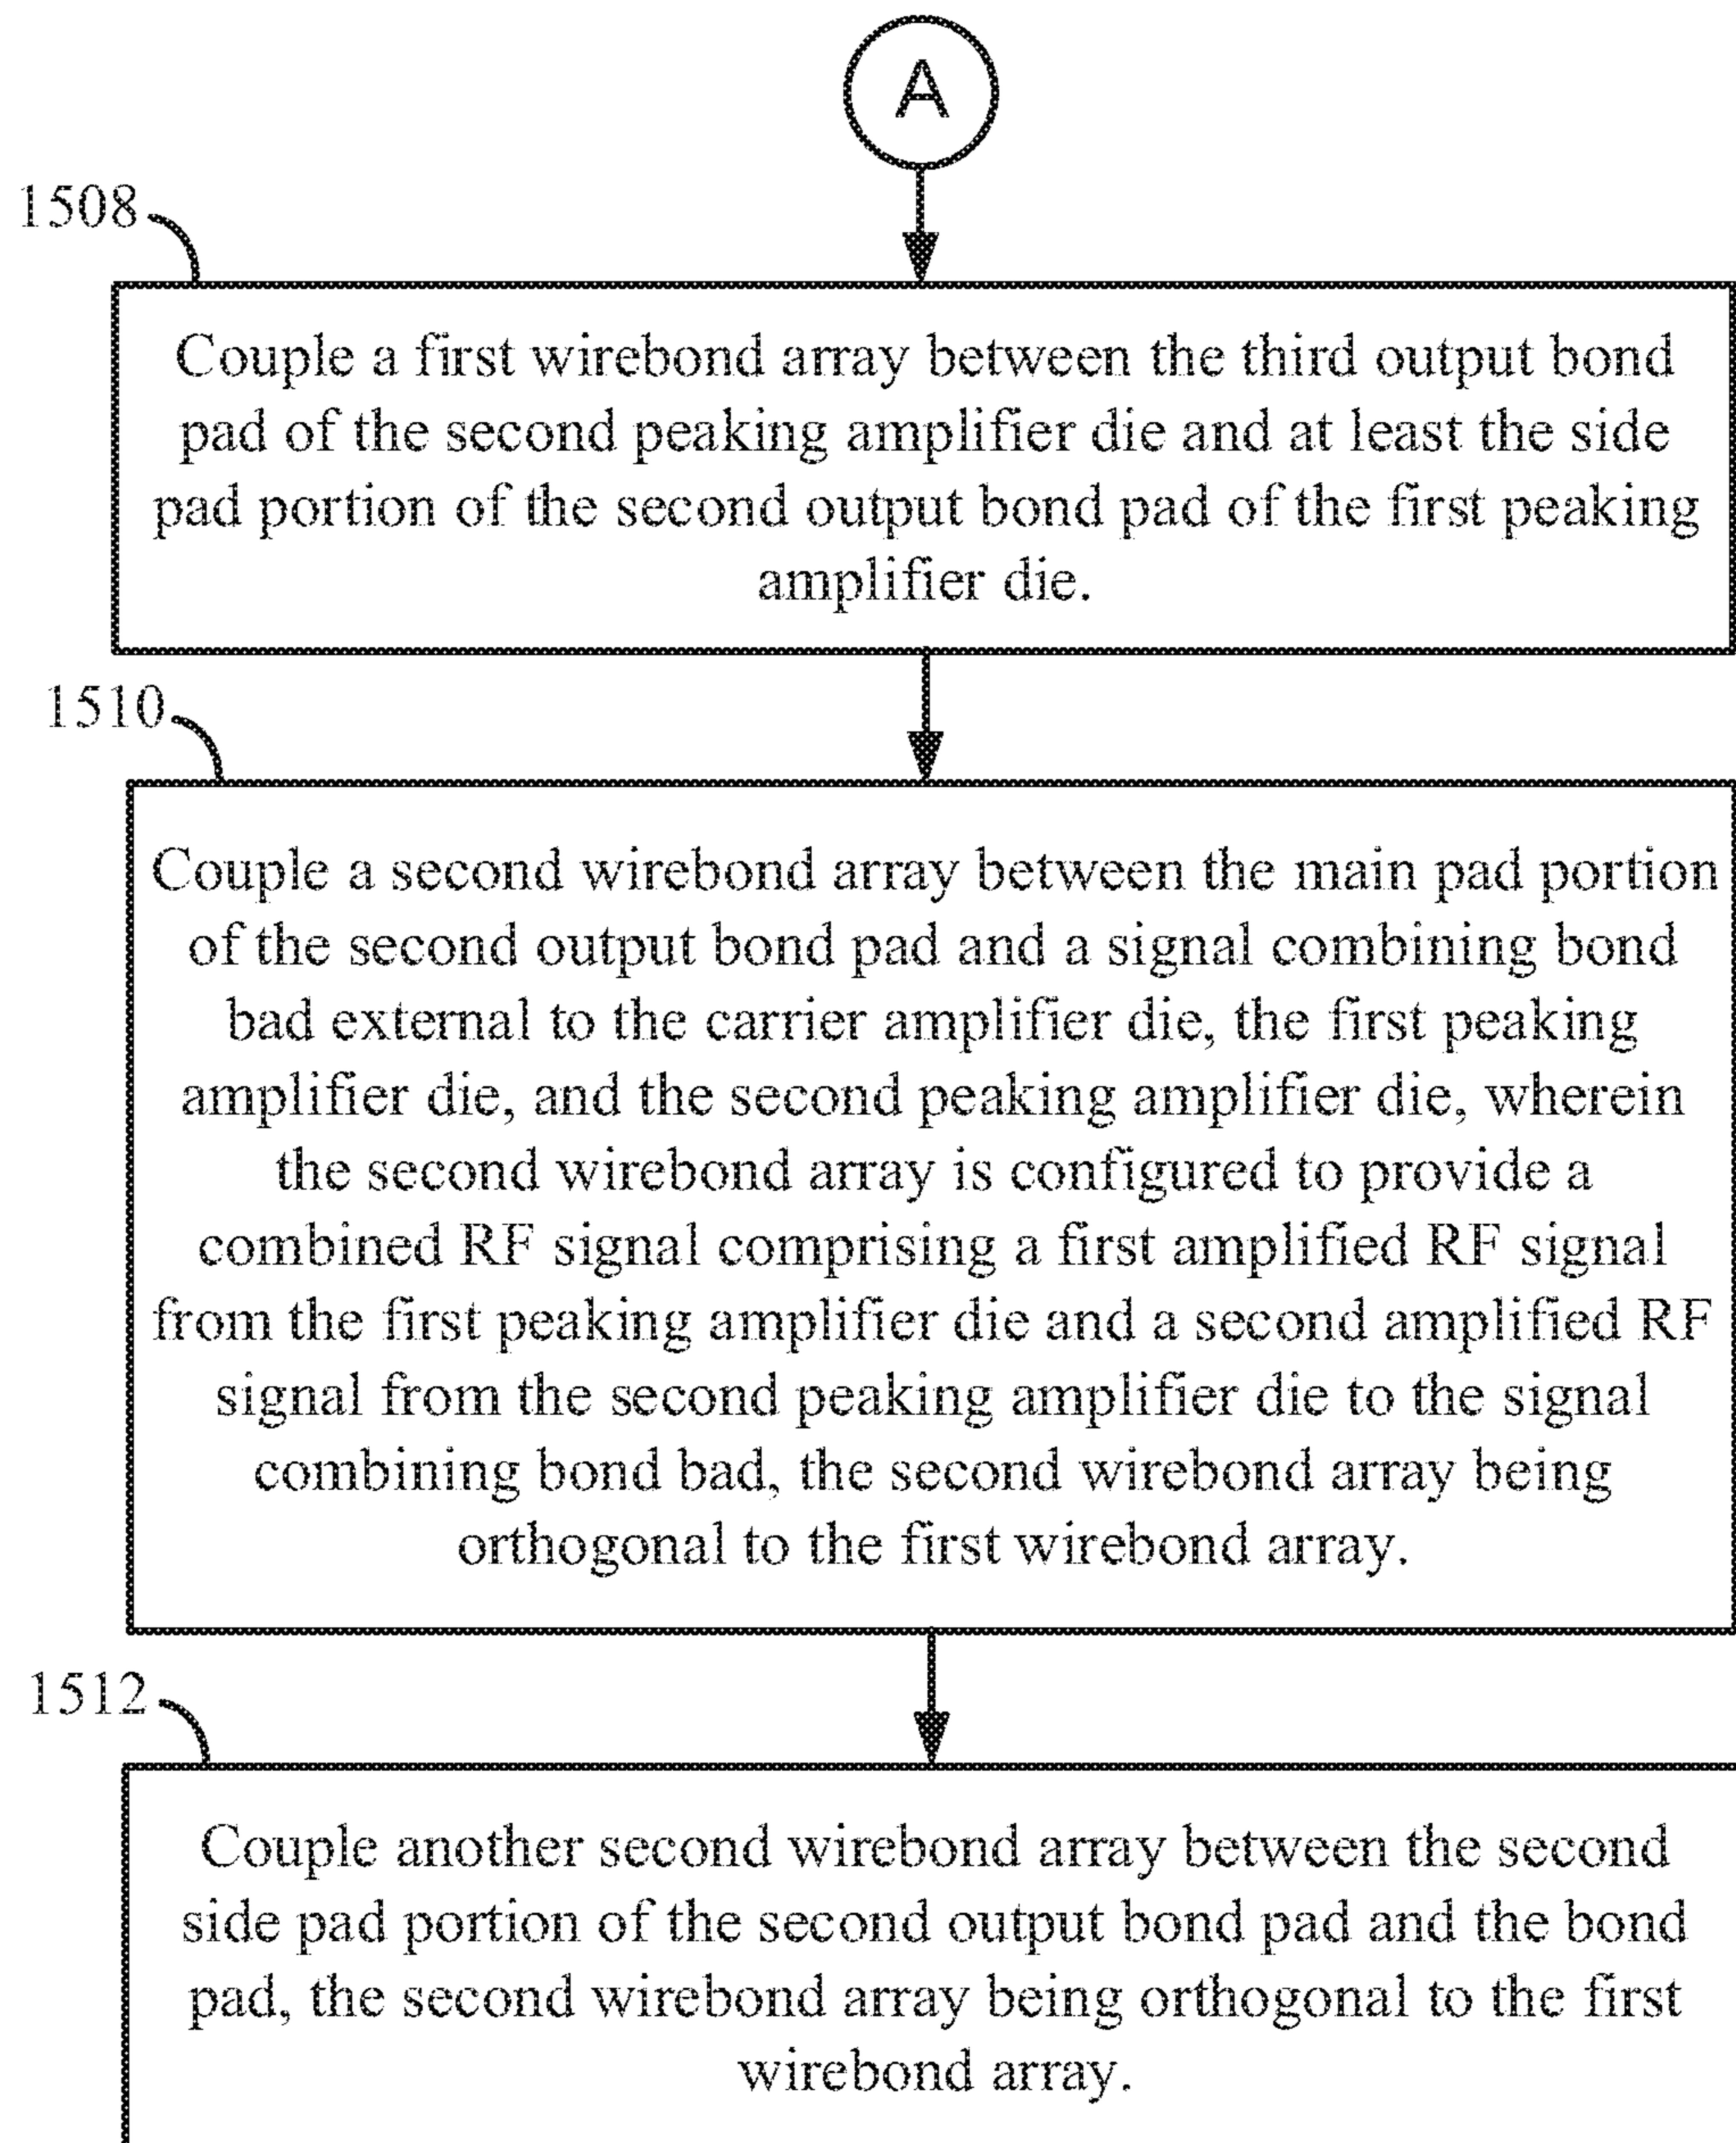 A
1508
Couple a first wirebond array between the third output bond
pad of the second peaking amplifier die and at least the side
pad portion of the second output bond pad of the first peaking
amplifier die.
1510
Couple a second wirebond array between the main pad portion
of the second output bond pad and a signal combining bond
bad external to the carrier amplifier die, the first peaking
amplifier die, and the second peaking amplifier die, wherein
the second wirebond array is configured to provide a
combined RF signal comprising a first amplified RF signal
from the first peaking amplifier die and a second amplified RF
signal from the second peaking amplifier die to the signal
combining bond bad, the second wirebond array being
orthogonal to the first wirebond array.
1512
Couple another second wirebond array between the second
side pad portion of the second output bond pad and the bond
pad, the second wirebond array being orthogonal to the first
wirebond array.